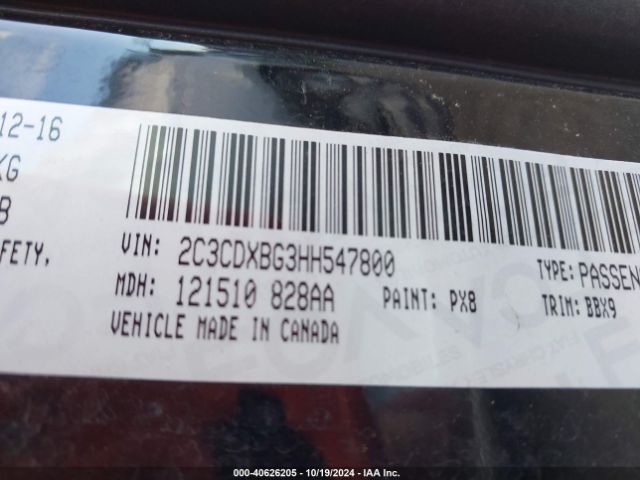 12-16
KG
B
FETY,
VIN: 2C3CDXBG3HH547800
TYPE: PASSEN
MDH: 121510 828AA
PAINT: PX8
TRIM: BBX9
VEHICLE MADE IN CANADA
000-40626205 - 10/19/2024 - IAA Inc.